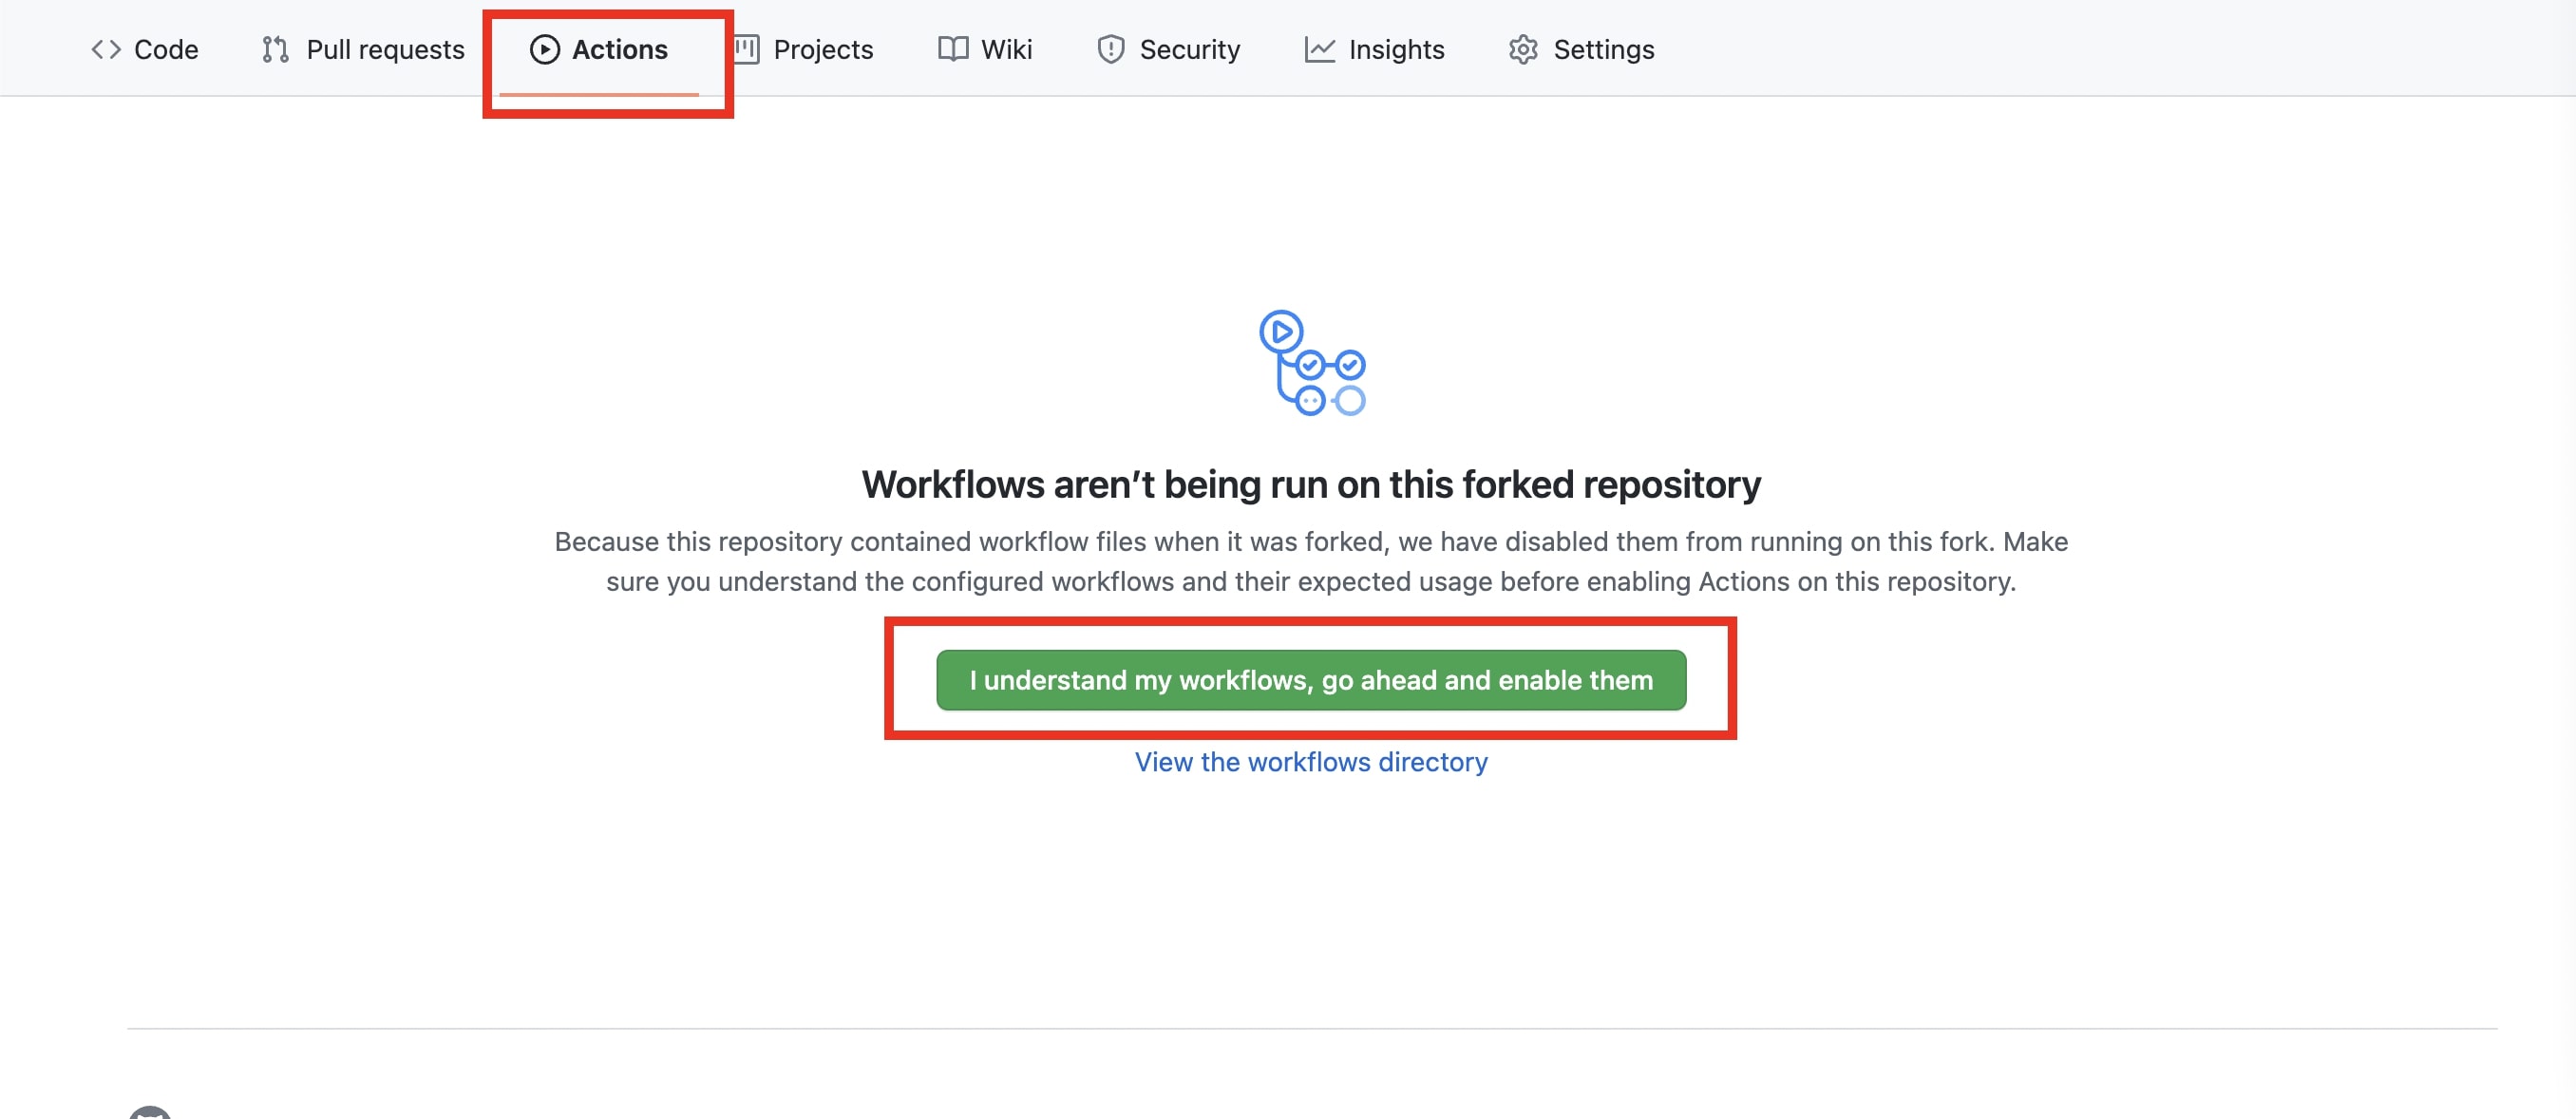 Code Pull requests Actions Projects Wiki Security Insights Settings
Workflows aren’t being run on this forked repository
Because this repository contained workflow files when it was forked, we have disabled them from running on this fork. Make
sure you understand the configured workflows and their expected usage before enabling Actions on this repository.
I understand my workflows, go ahead and enable them
View the workflows directory